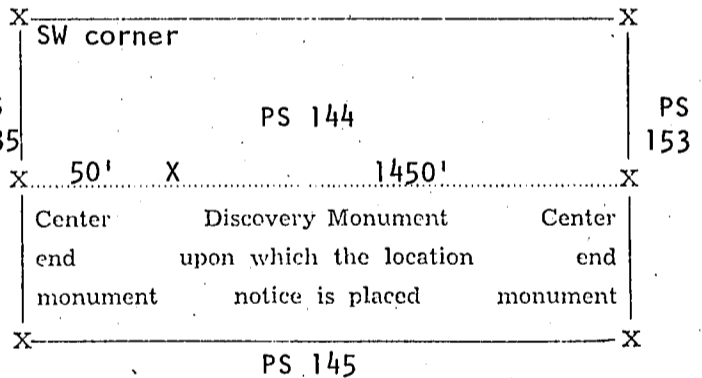 X X
SW corner
PS 144
PS
153
X 50' X 1450' X
Center Discovery Monument Center
end upon which the location end
monument notice is placed monument
X X
PS 145